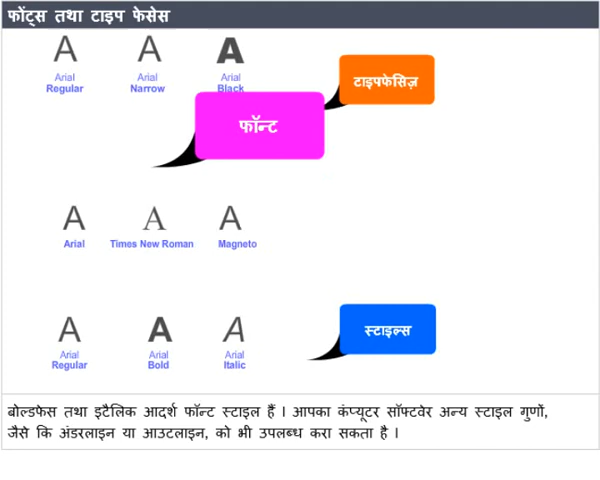 फोंट्स तथा टाइप फेसेस
A A A
Arial Arial Arial
Regular Narrow Black
टाइपफेसिज़
फॉन्ट
A A A
Arial Times New Roman Magneto
A A A
Arial Arial Arial
Regular Bold Italic
स्टाइल्स
बोल्डफेस तथा इटैलिक आदर्श फॉन्ट स्टाइल हैं । आपका कंप्यूटर सॉफ्टवेर अन्य स्टाइल गुणों,
जैसे कि अंडरलाइन या आउटलाइन, को भी उपलब्ध करा सकता है ।